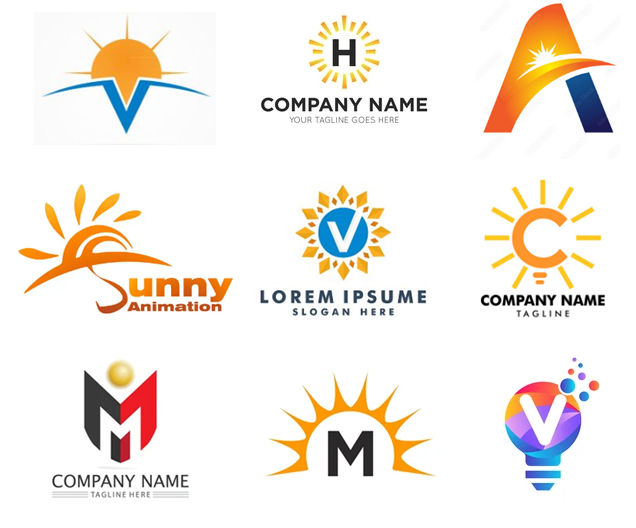 V
H
COMPANY NAME
YOUR TAGLINE GOES HERE
A
Sunny
Animation
V
LOREM IPSUME
SLOGAN HERE
C
COMPANY NAME
TAGLINE
M
COMPANY NAME
TAGLINE HERE
M
V